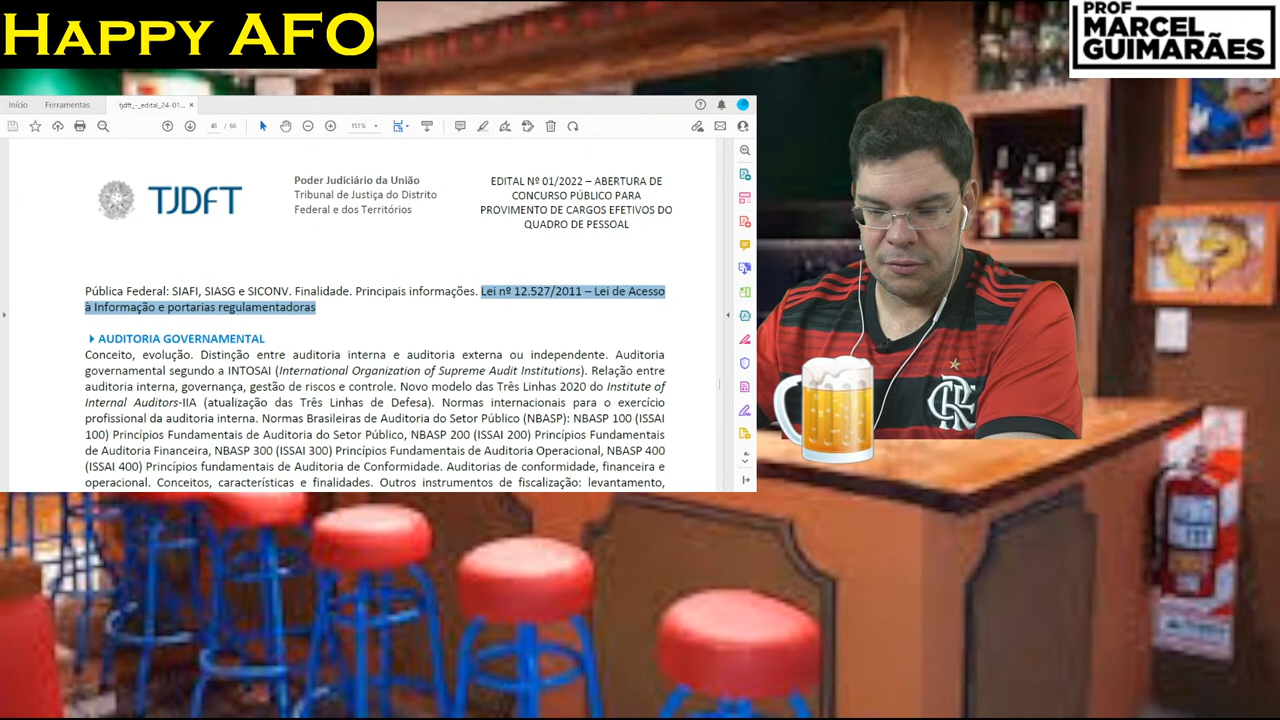 HAPPY AFO
PROF
MARCEL
GUIMARÃES
Início Ferramentas tjdft_-_edital_24-01... ×
48 / 66 151%
TJDFT
Poder Judiciário da União
Tribunal de Justiça do Distrito
Federal e dos Territórios
EDITAL Nº 01/2022 – ABERTURA DE
CONCURSO PÚBLICO PARA
PROVIMENTO DE CARGOS EFETIVOS DO
QUADRO DE PESSOAL
Pública Federal: SIAFI, SIASG e SICONV. Finalidade. Principais informações. Lei nº 12.527/2011 – Lei de Acesso
à Informação e portarias regulamentadoras
AUDITORIA GOVERNAMENTAL
Conceito, evolução. Distinção entre auditoria interna e auditoria externa ou independente. Auditoria
governamental segundo a INTOSAI (International Organization of Supreme Audit Institutions). Relação entre
auditoria interna, governança, gestão de riscos e controle. Novo modelo das Três Linhas 2020 do Institute of
Internal Auditors-IIA (atualização das Três Linhas de Defesa). Normas internacionais para o exercício
profissional da auditoria interna. Normas Brasileiras de Auditoria do Setor Público (NBASP): NBASP 100 (ISSAI
100) Princípios Fundamentais de Auditoria do Setor Público, NBASP 200 (ISSAI 200) Princípios Fundamentais
de Auditoria Financeira, NBASP 300 (ISSAI 300) Princípios Fundamentais de Auditoria Operacional, NBASP 400
(ISSAI 400) Princípios fundamentais de Auditoria de Conformidade. Auditorias de conformidade, financeira e
operacional. Conceitos, características e finalidades. Outros instrumentos de fiscalização: levantamento,